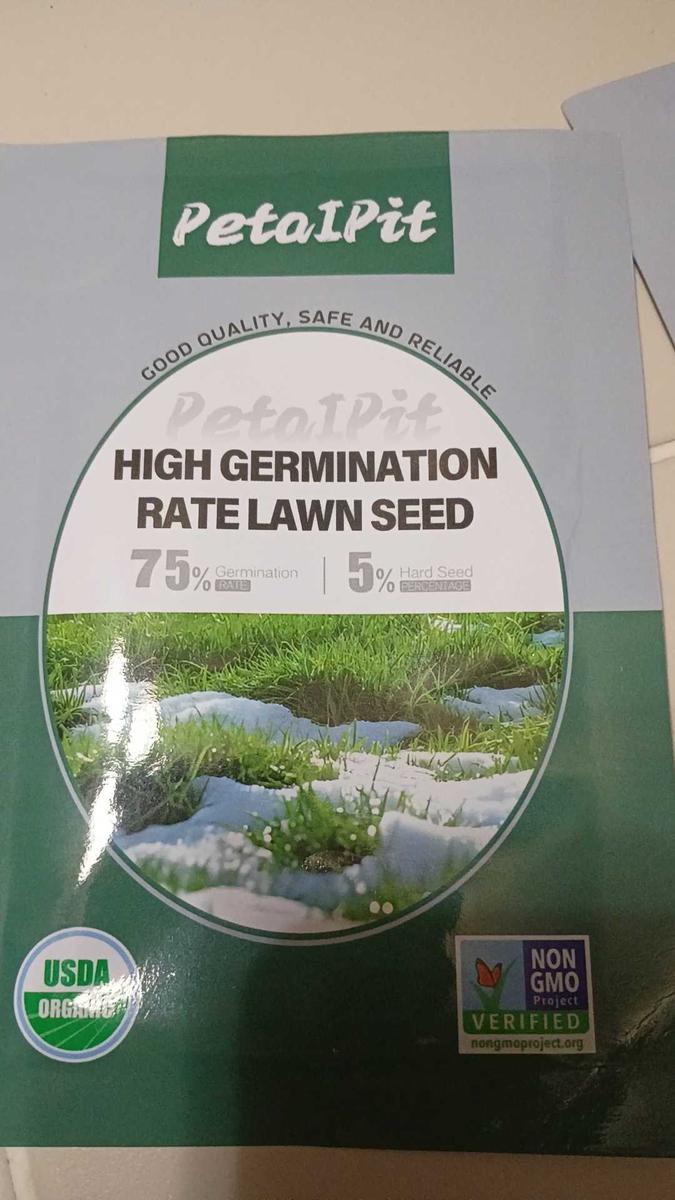 PetalPit
GOOD QUALITY, SAFE AND RELIABLE
PetalPit
HIGH GERMINATION
RATE LAWN SEED
75% Germination RATE
5% Hard Seed PERCENTAGE
USDA
ORGANIC
NON
GMO
Project
VERIFIED
nongmoproject.org